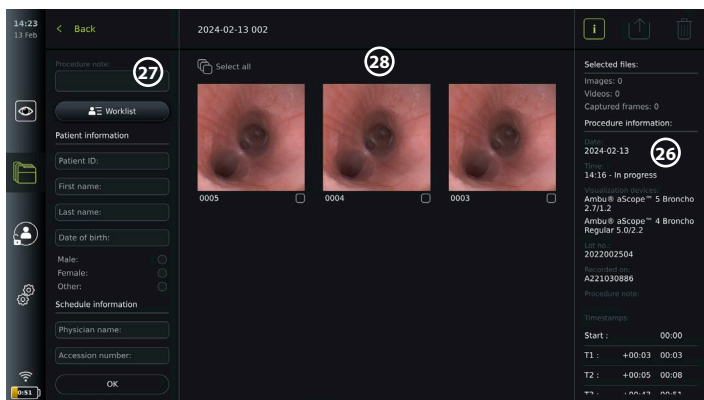 14:23
13 Feb
Back
2024-02-13 002
i
Procedure note:
27
Worklist
Patient information
Patient ID:
First name:
Last name:
Date of birth:
Male:
Female:
Other:
Schedule information
Physician name:
Accession number:
OK
0:51
Select all
28
0005
0004
0003
Selected files:
Images: 0
Videos: 0
Captured frames: 0
Procedure information:
26
Date:
2024-02-13
Time:
14:16 - In progress
Visualization devices:
Ambu® aScope™ 5 Broncho
2.7/1.2
Ambu® aScope™ 4 Broncho
Regular 5.0/2.2
Lot no.:
2022002504
Recorded on:
A221030886
Procedure note:
Timestamps:
Start : 00:00
T1 : +00:03 00:03
T2 : +00:05 00:08